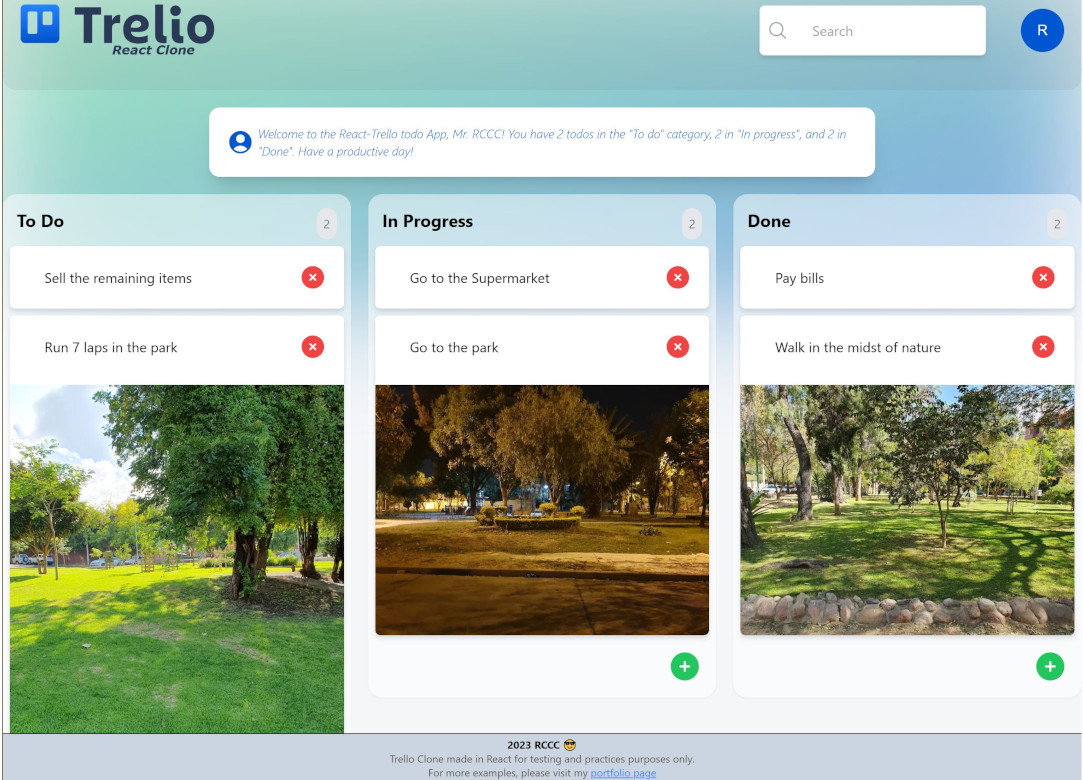 Trelio
React Clone
Search
R
Welcome to the React-Trello todo App, Mr. RCCC! You have 2 todos in the "To do" category, 2 in "In progress", and 2 in
"Done". Have a productive day!
To Do
2
Sell the remaining items
Run 7 laps in the park
In Progress
2
Go to the Supermarket
Go to the park
Done
2
Pay bills
Walk in the midst of nature
2023 RCCC 😎
Trello Clone made in React for testing and practices purposes only.
For more examples, please visit my portfolio page